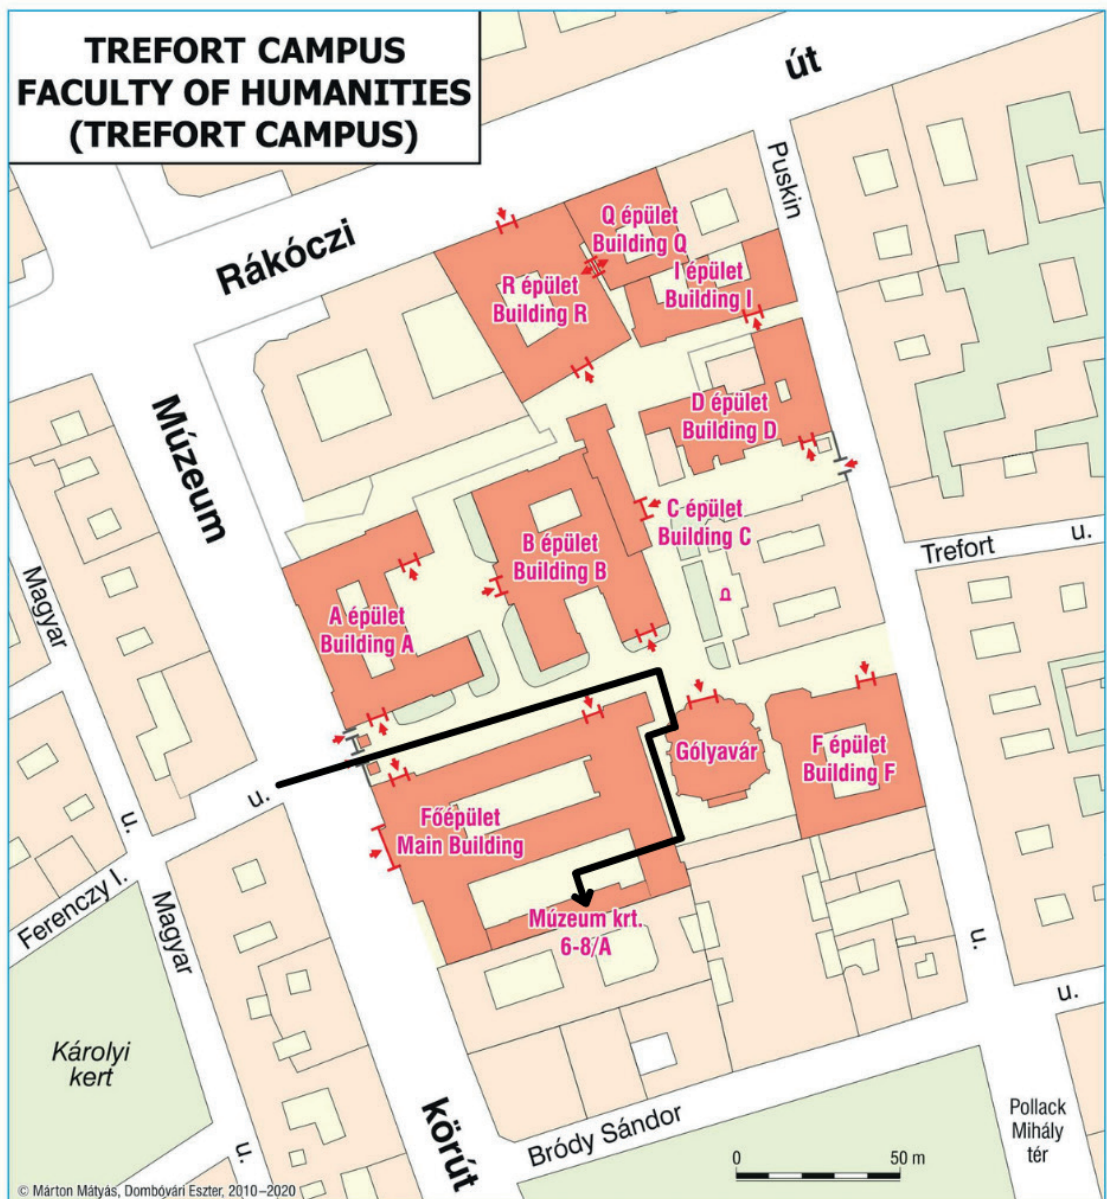 TREFORT CAMPUS
FACULTY OF HUMANITIES
(TREFORT CAMPUS)
út
Puskin
Rákóczi
Q épület
Building Q
I épület
Building I
R épület
Building R
Múzeum
D épület
Building D
C épület
Building C
B épület
Building B
Trefort
u.
Magyar
A épület
Building A
P
u.
u.
Gólyavár
F épület
Building F
Főépület
Main Building
Ferenczy I.
Magyar
Múzeum krt.
6-8/A
u.
u.
Károlyi
kert
körút
Bródy Sándor
Pollack
Mihály
tér
u.
0
50 m
© Márton Mátyás, Dombóvári Eszter, 2010–2020